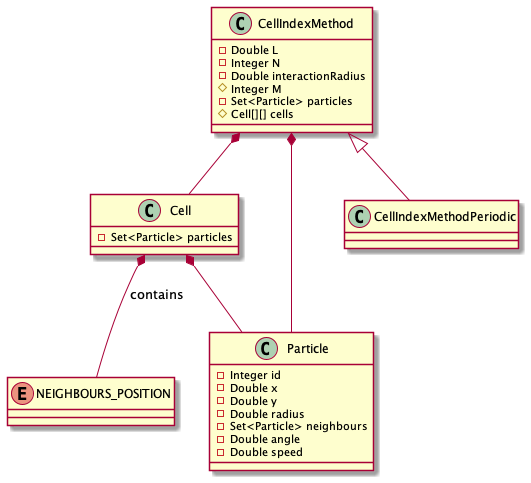 C CellIndexMethod
Double L
Integer N
Double interactionRadius
Integer M
Set<Particle> particles
Cell[][] cells
C Cell
Set<Particle> particles
C CellIndexMethodPeriodic
contains
E NEIGHBOURS_POSITION
C Particle
Integer id
Double x
Double y
Double radius
Set<Particle> neighbours
Double angle
Double speed